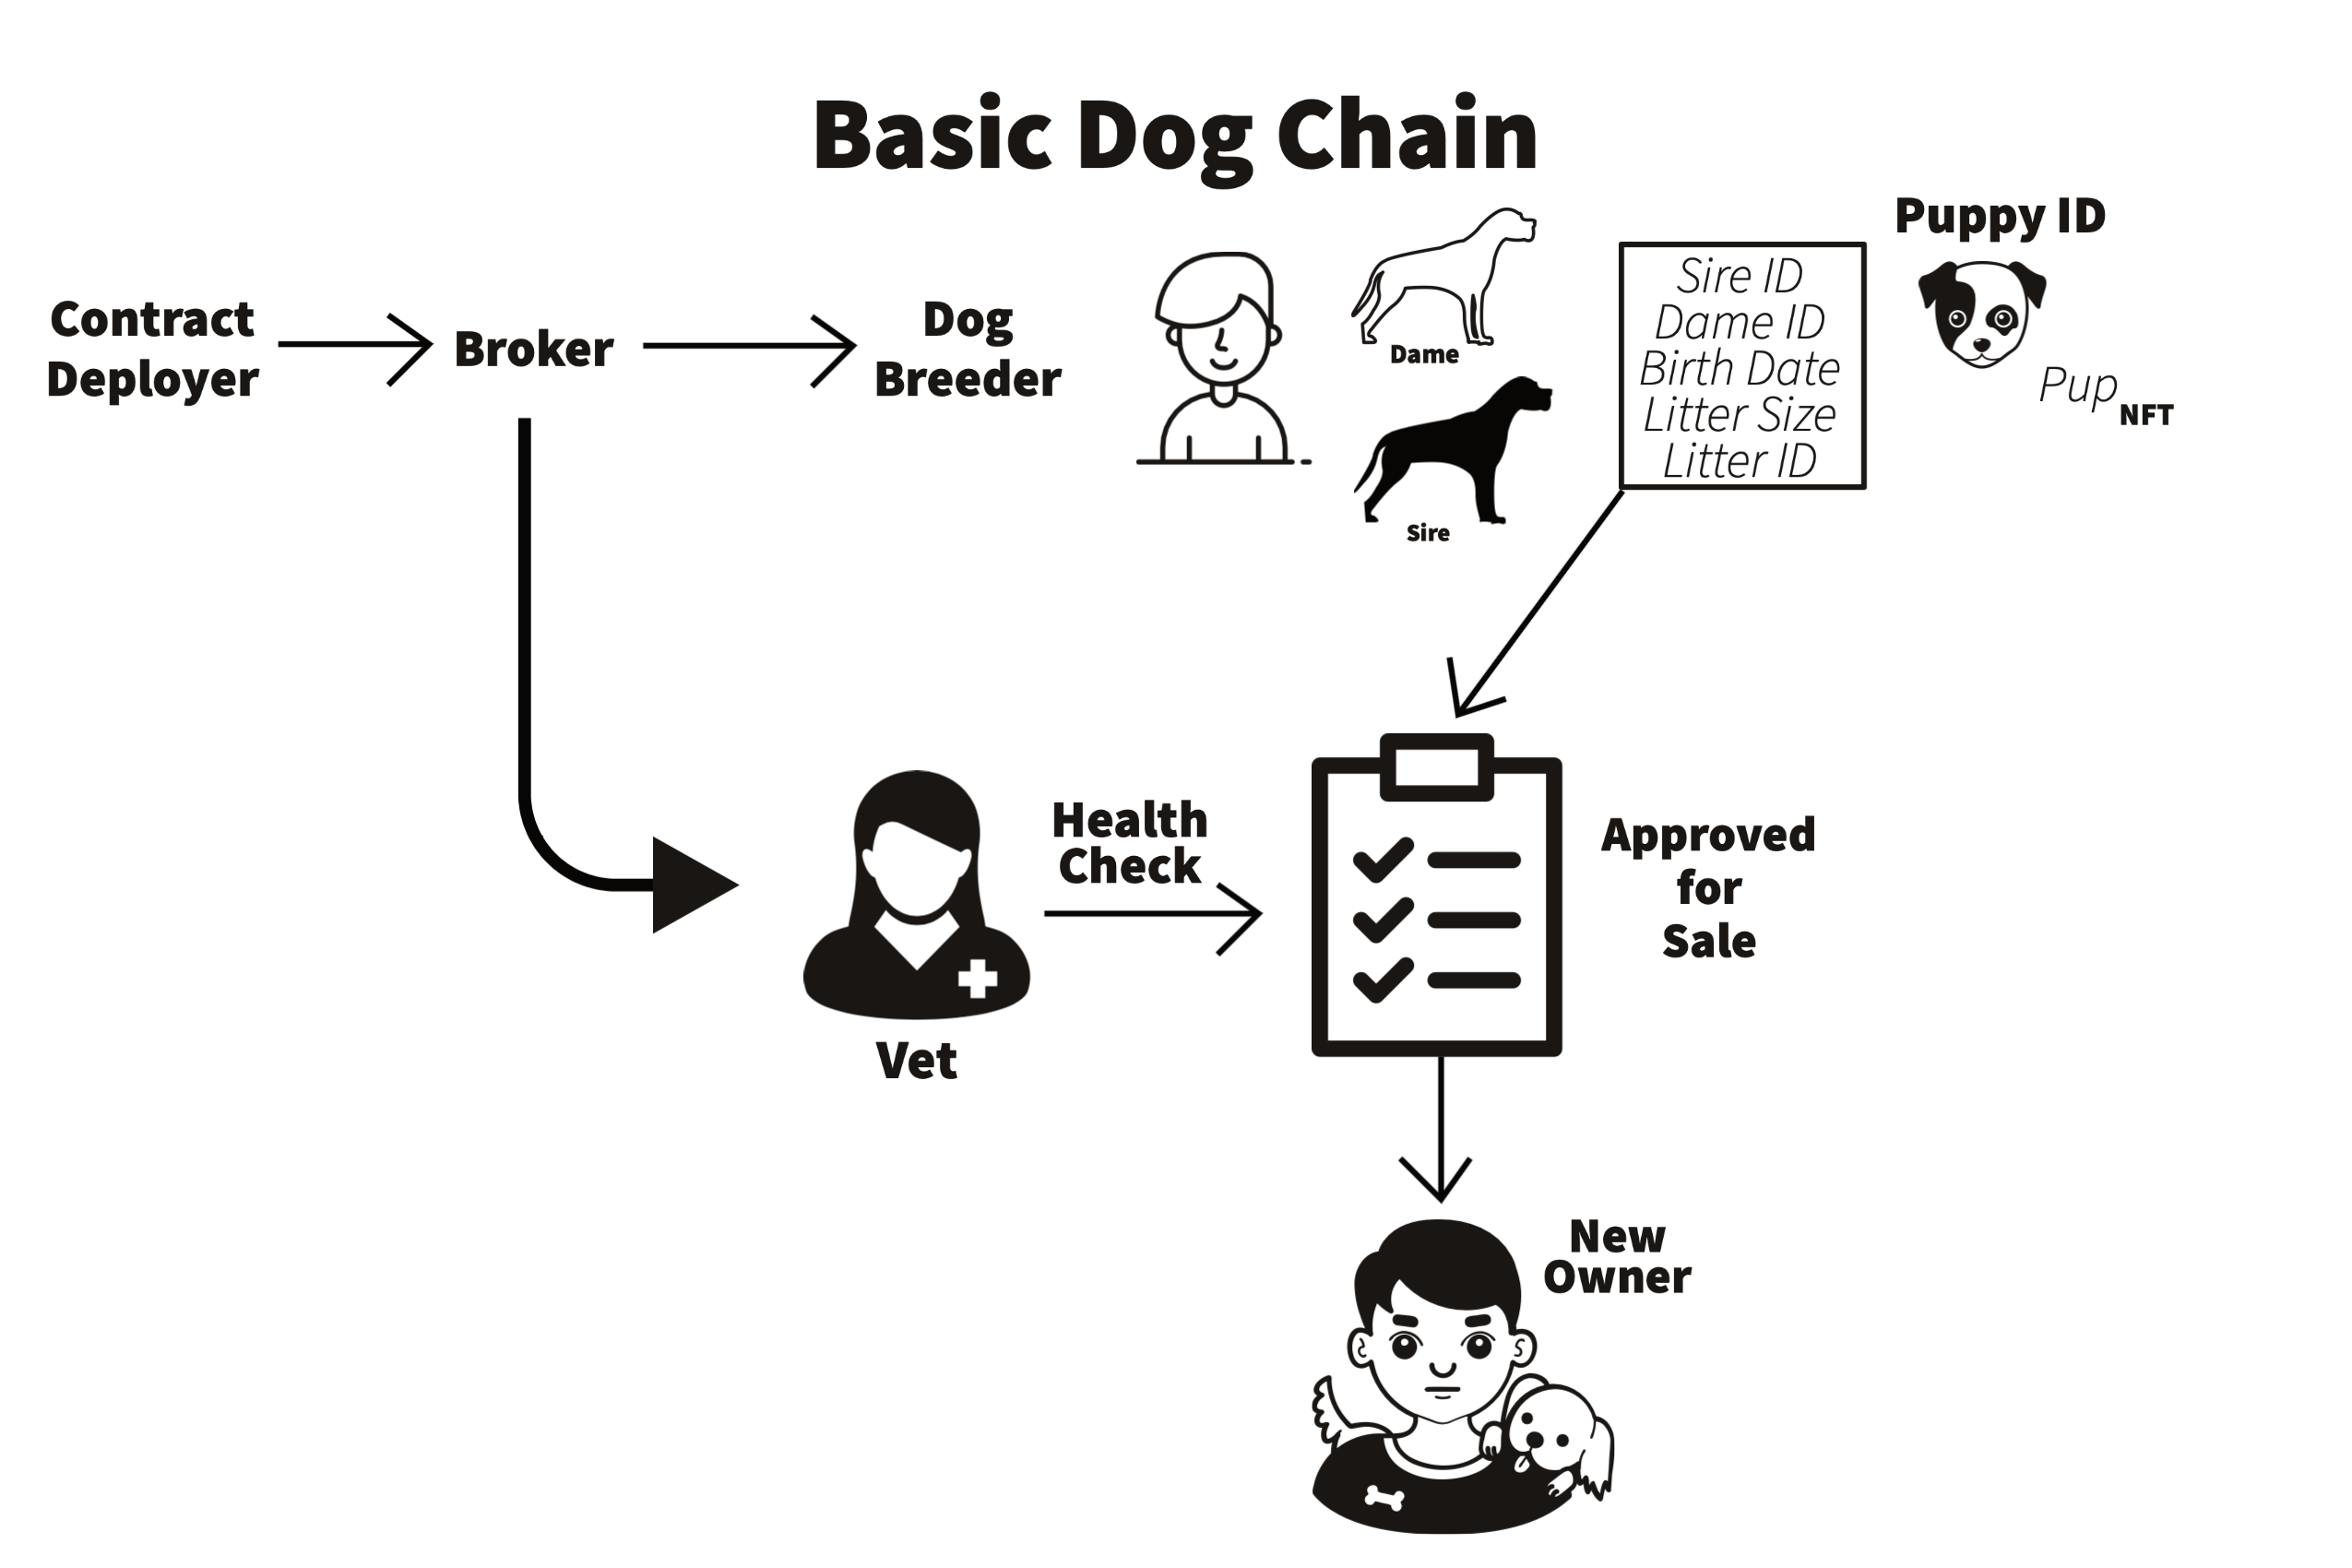 Basic Dog Chain
Contract
Deployer
Broker
Dog
Breeder
Dame
Sire
Sire ID
Dame ID
Birth Date
Litter Size
Litter ID
Puppy ID
Pup
NFT
Vet
Health
Check
Approved
for
Sale
New
Owner